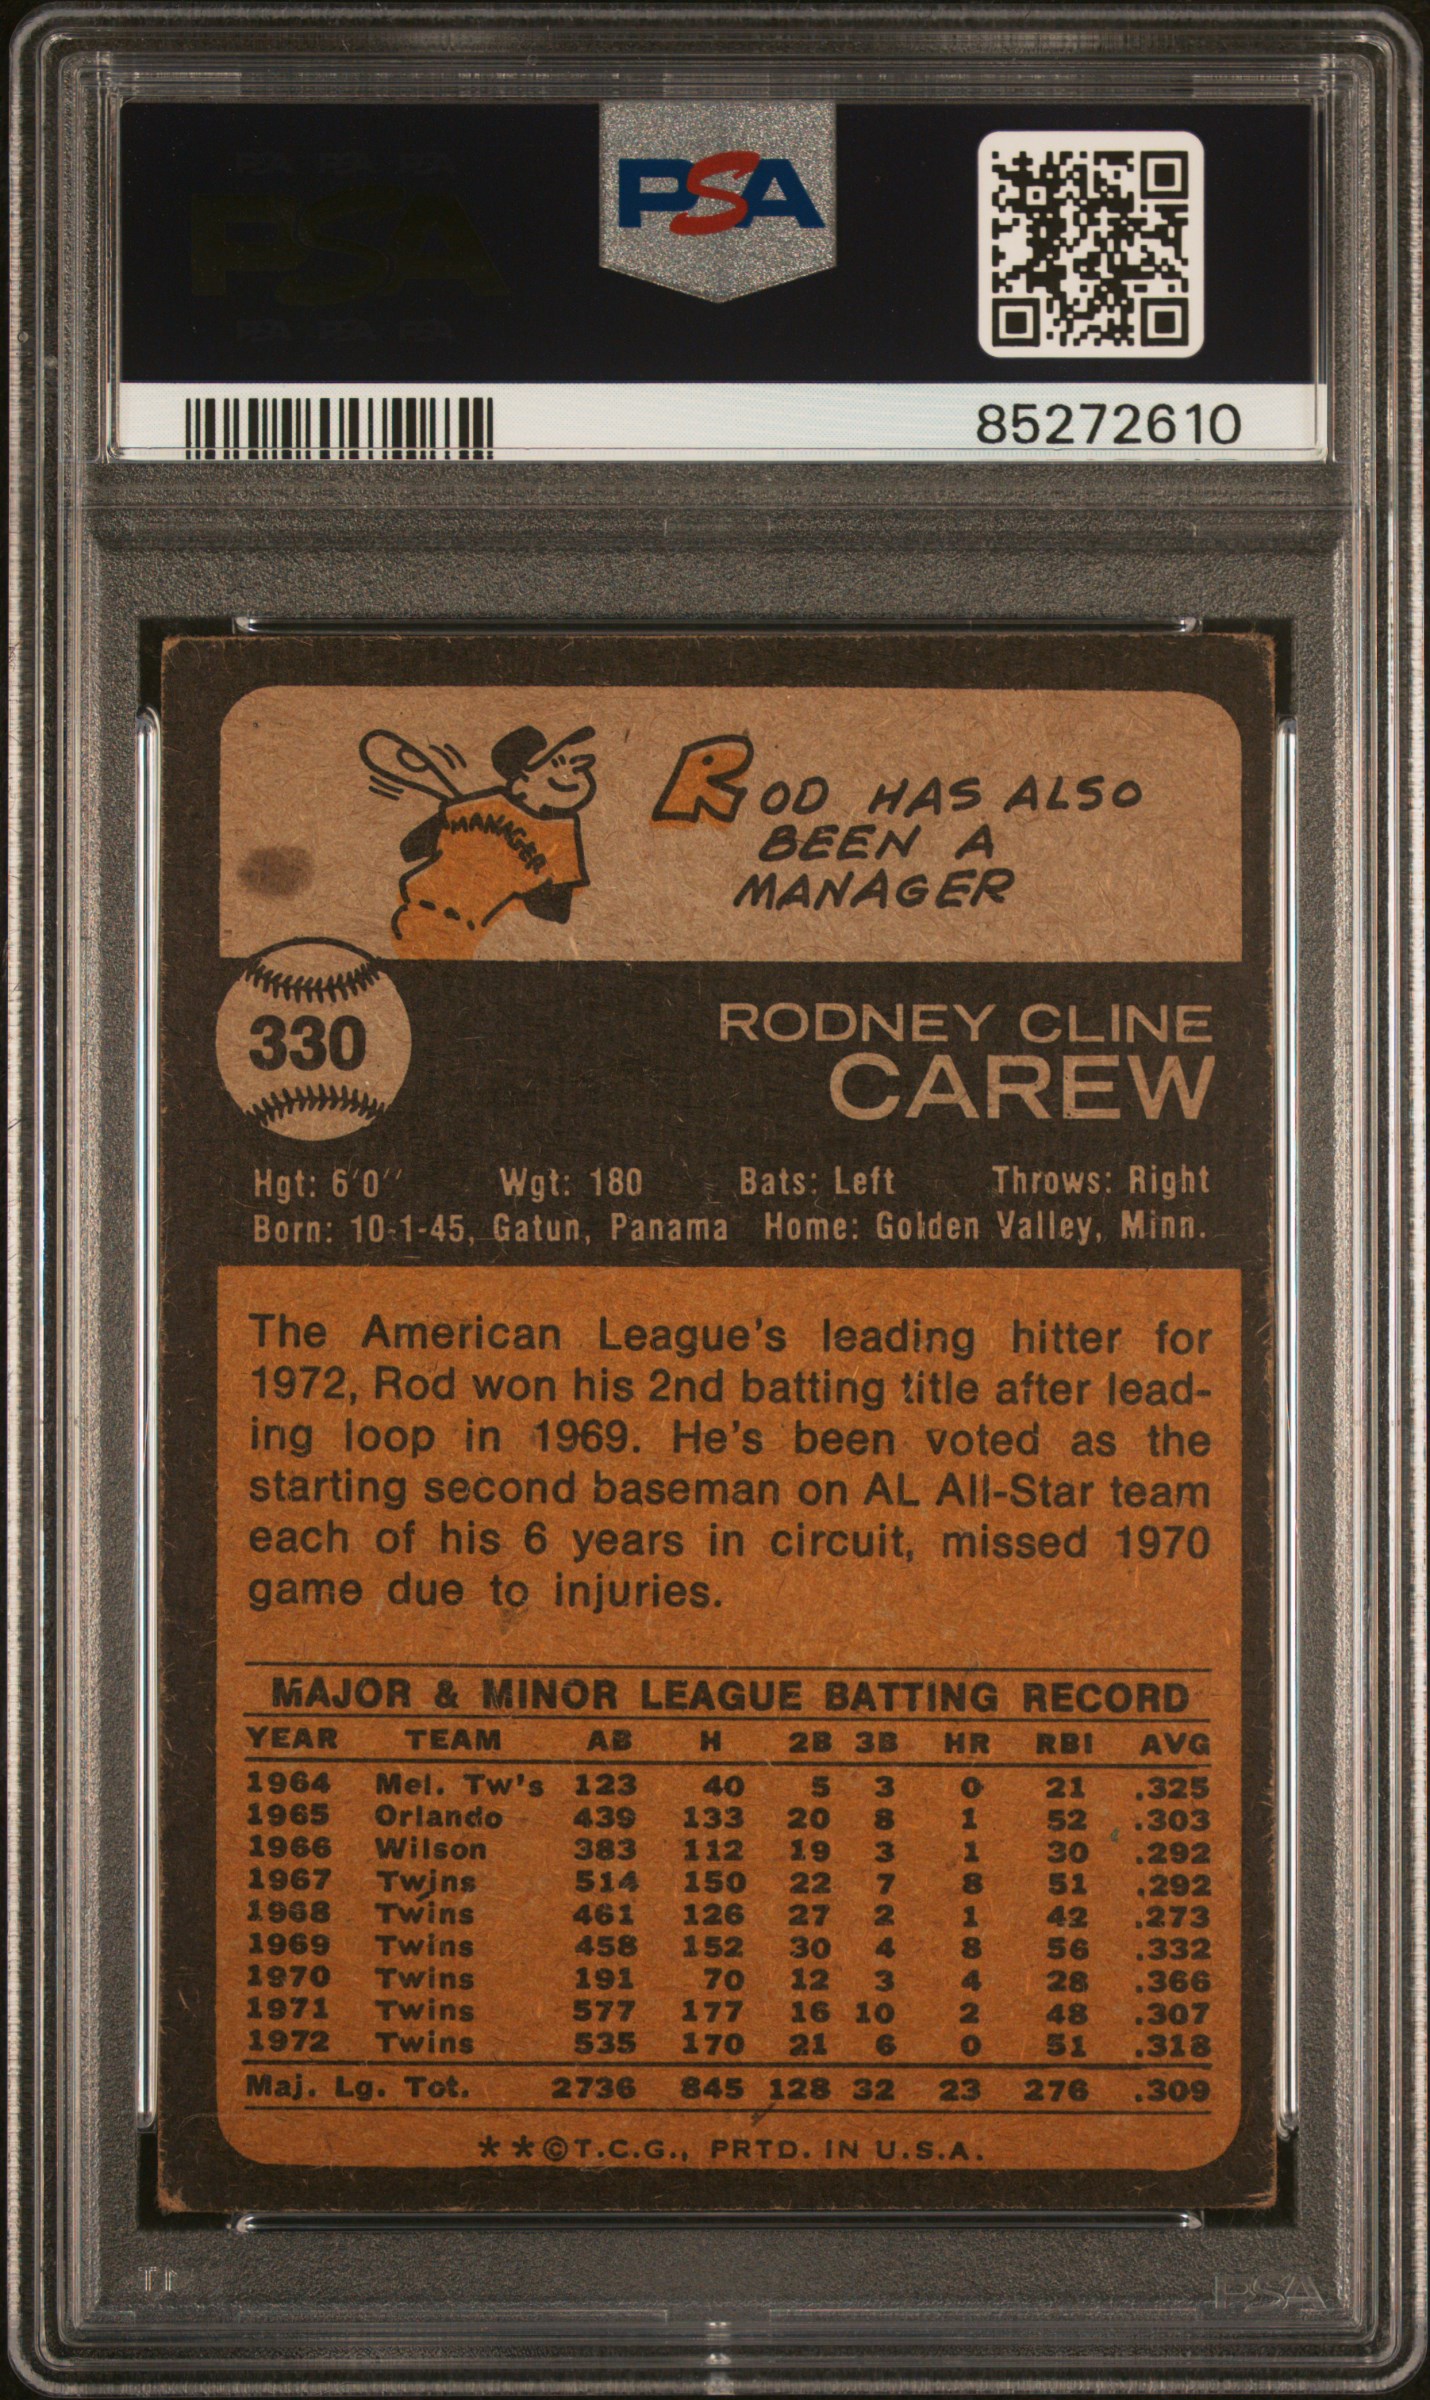 PSA
85272610
MANAGER
ROD HAS ALSO
BEEN A
MANAGER
330
RODNEY CLINE
CAREW
Hgt: 6'0'' Wgt: 180 Bats: Left Throws: Right
Born: 10-1-45, Gatun, Panama Home: Golden Valley, Minn.
The American League's leading hitter for
1972, Rod won his 2nd batting title after lead-
ing loop in 1969. He's been voted as the
starting second baseman on AL All-Star team
each of his 6 years in circuit, missed 1970
game due to injuries.
MAJOR & MINOR LEAGUE BATTING RECORD
YEAR TEAM AB H 2B 3B HR RBI AVG
1964 Mel. Tw's 123 40 5 3 0 21 .325
1965 Orlando 439 133 20 8 1 52 .303
1966 Wilson 383 112 19 3 1 30 .292
1967 Twins 514 150 22 7 8 51 .292
1968 Twins 461 126 27 2 1 42 .273
1969 Twins 458 152 30 4 8 56 .332
1970 Twins 191 70 12 3 4 28 .366
1971 Twins 577 177 16 10 2 48 .307
1972 Twins 535 170 21 6 0 51 .318
Maj. Lg. Tot. 2736 845 128 32 23 276 .309
**©T.C.G., PRTD. IN U.S.A.
PSA